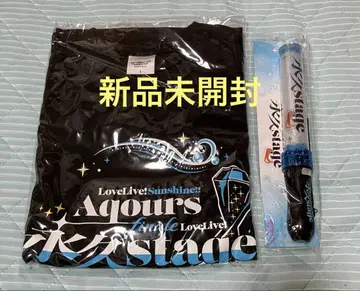 新品未開封
LoveLive! Sunshine!!
Aqours
finale LoveLive!
永久stage
永久stage
永久stage